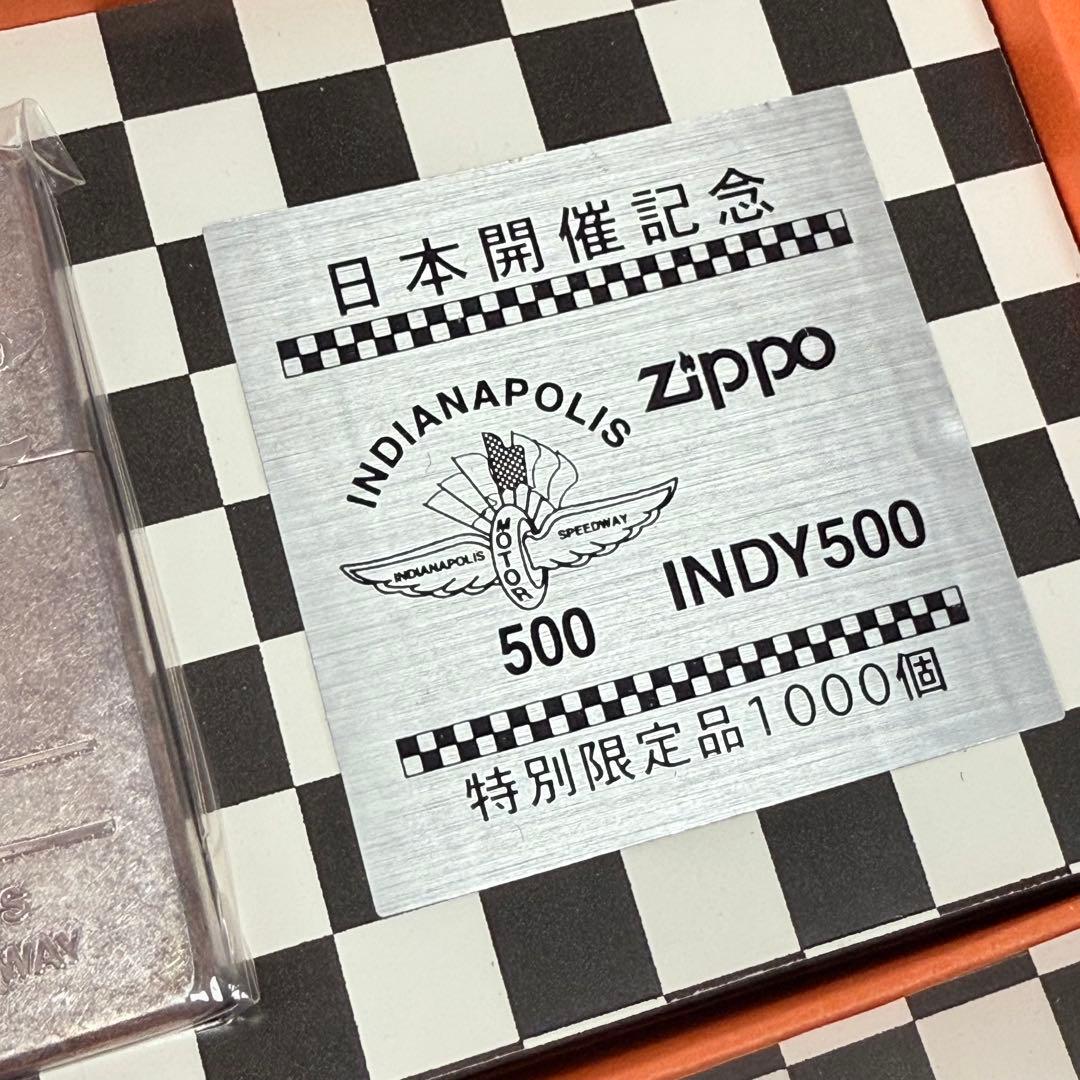 日本開催記念
zippo
INDIANAPOLIS
INDIANAPOLIS MOTOR SPEEDWAY
500
INDY500
特別限定品1000個